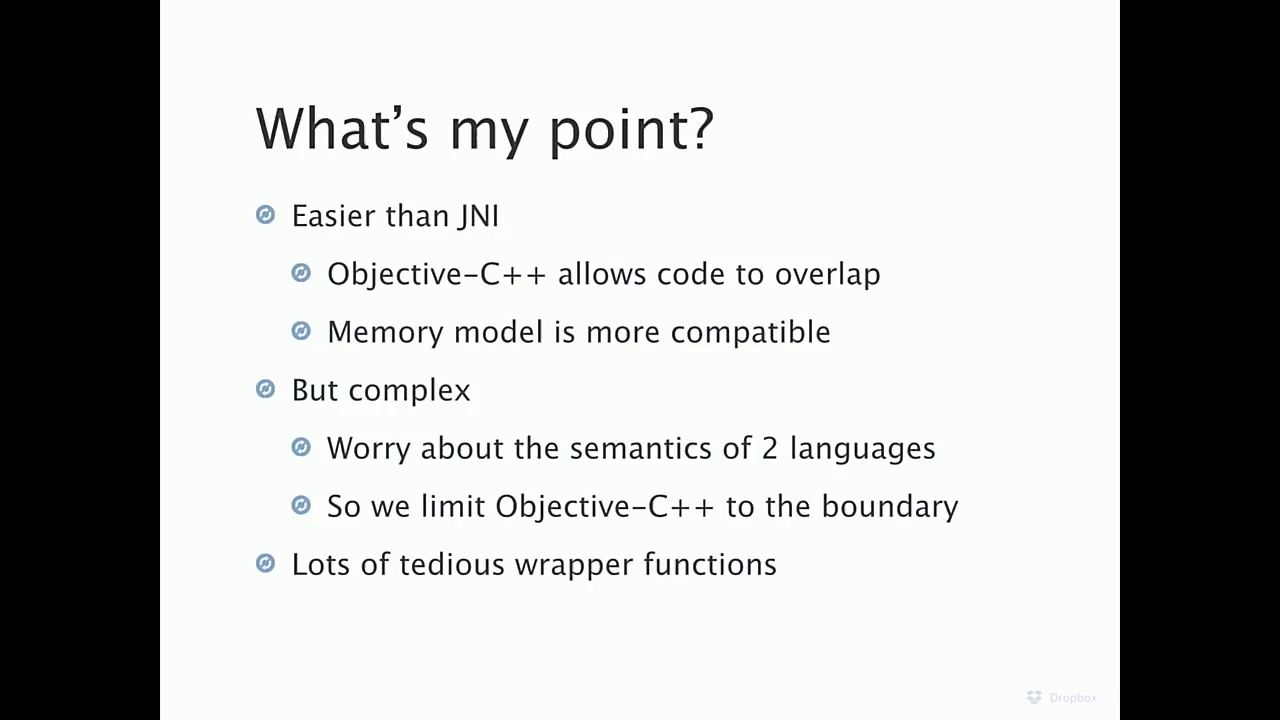 What’s my point?
Easier than JNI
Objective-C++ allows code to overlap
Memory model is more compatible
But complex
Worry about the semantics of 2 languages
So we limit Objective-C++ to the boundary
Lots of tedious wrapper functions
Dropbox